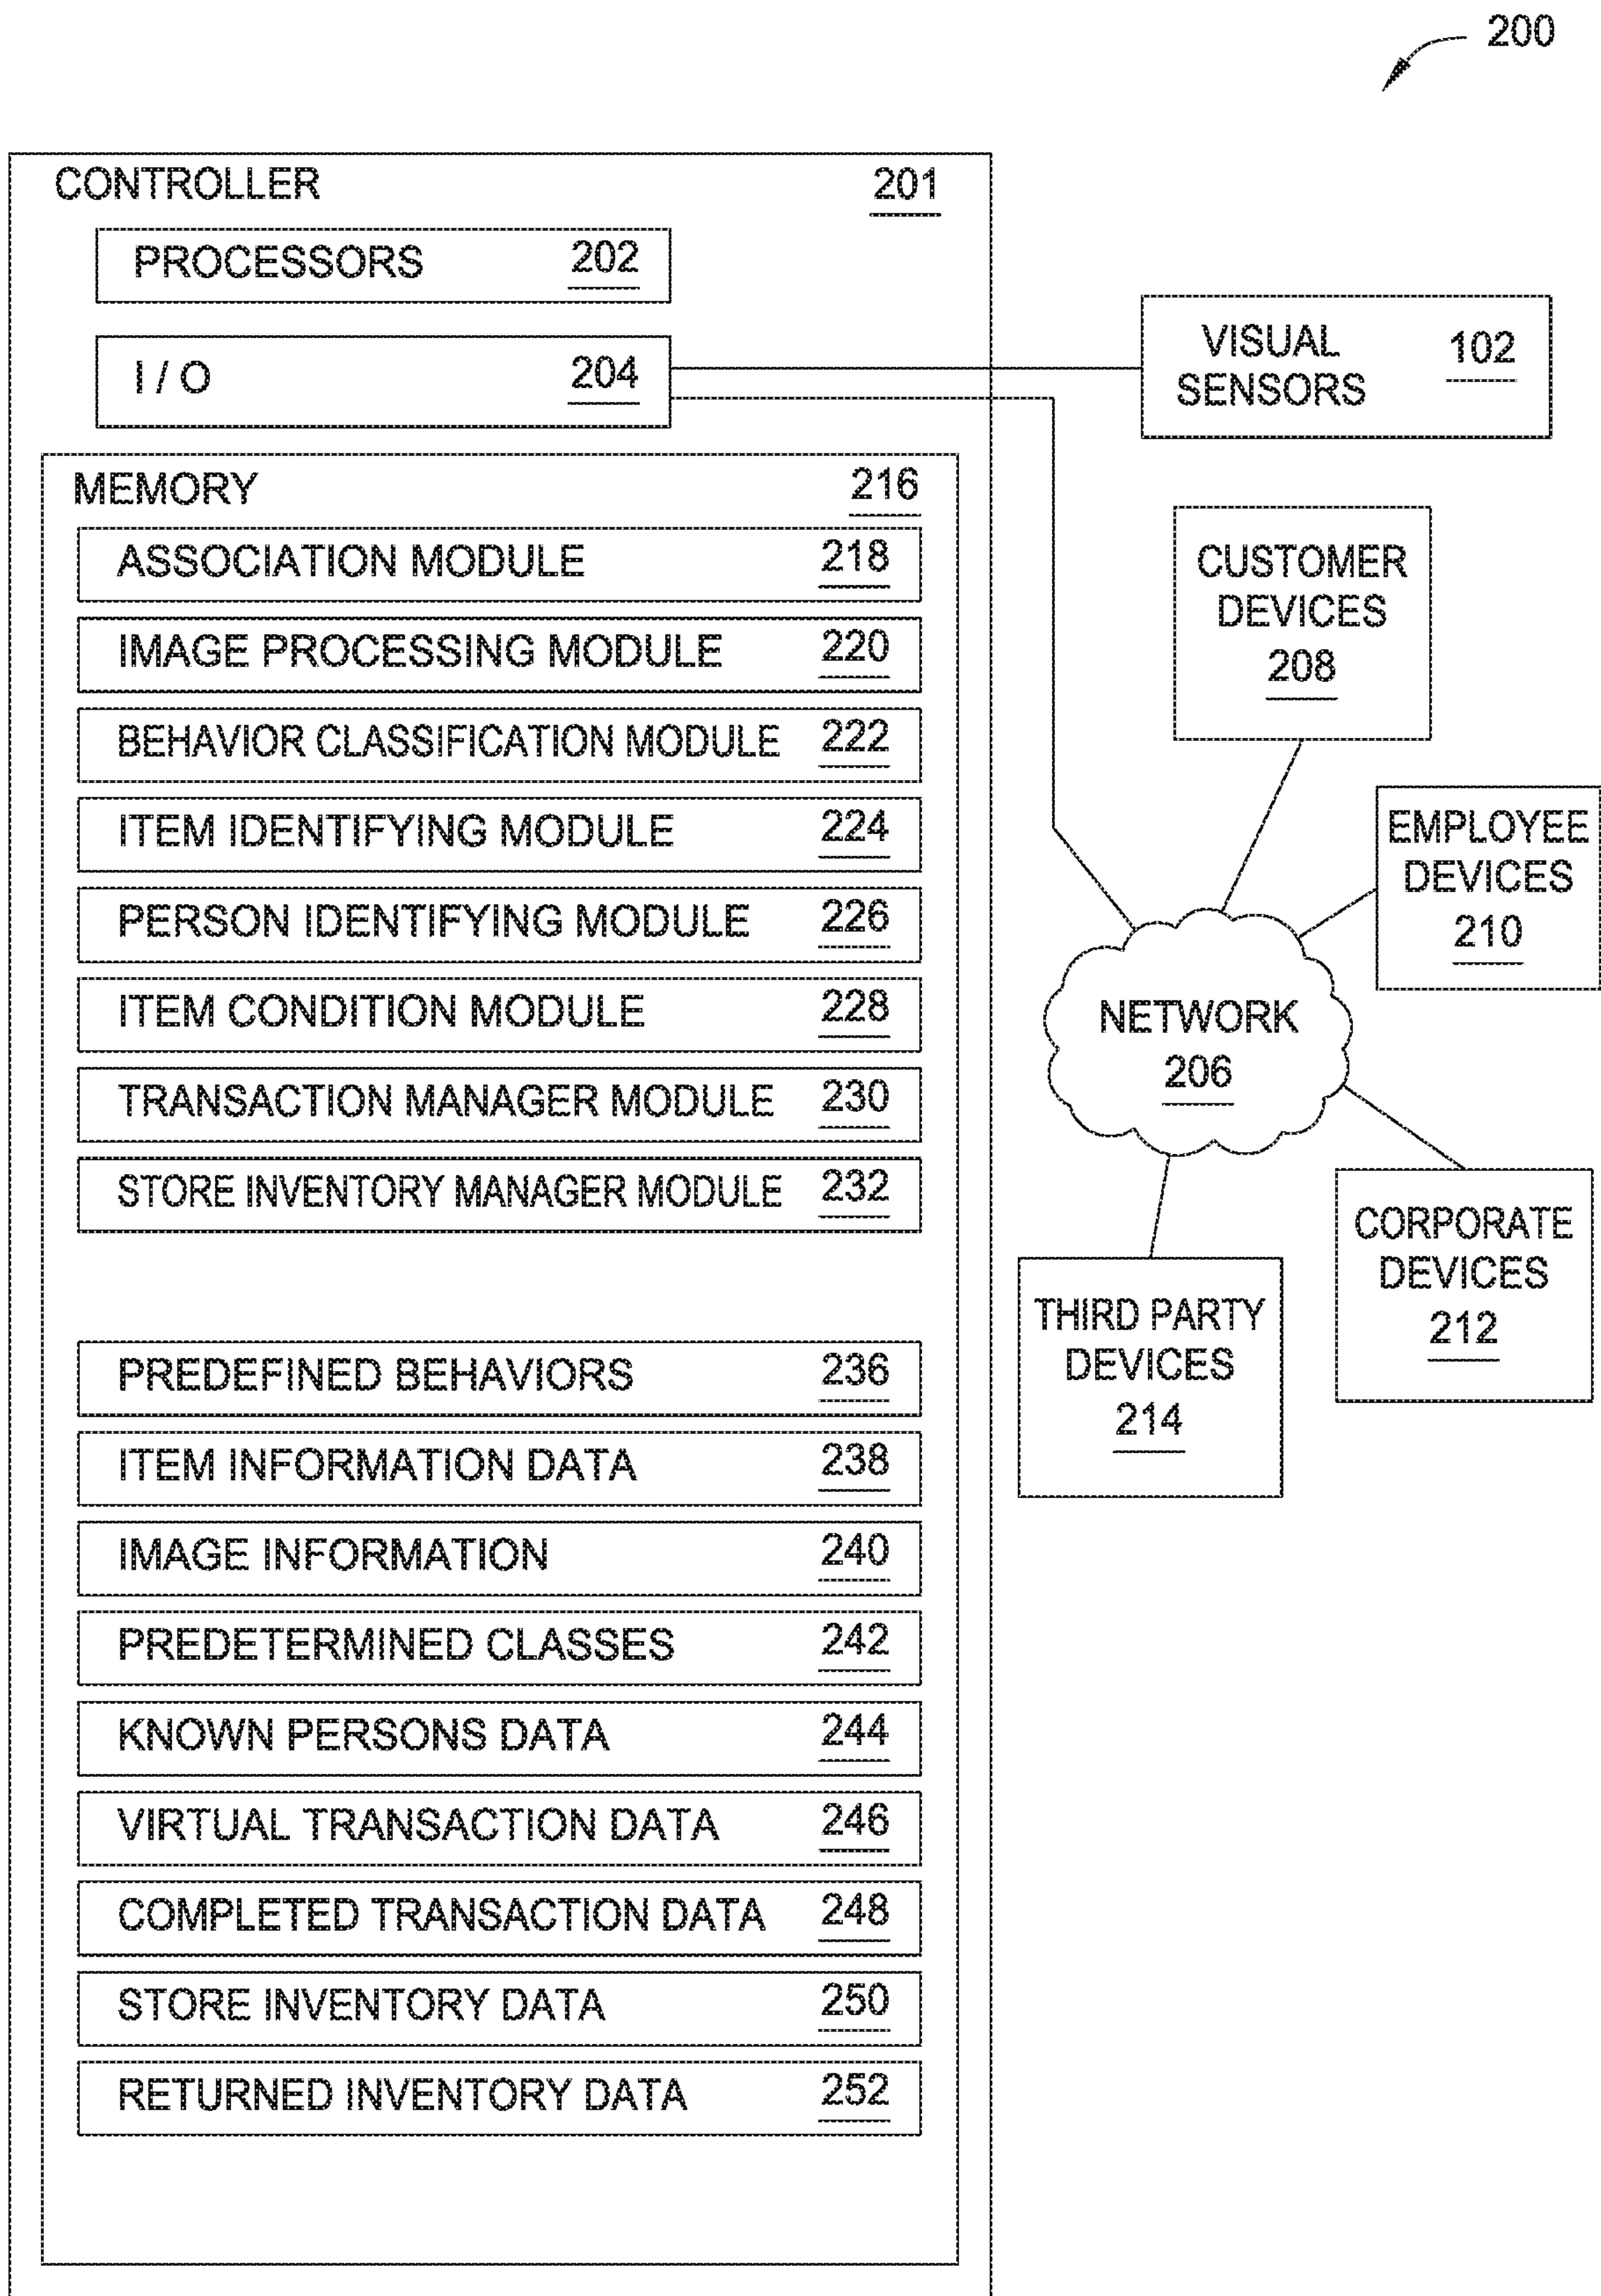 200
CONTROLLER 201
PROCESSORS 202
I / O 204
VISUAL 102
SENSORS
MEMORY 216
ASSOCIATION MODULE 218
IMAGE PROCESSING MODULE 220
BEHAVIOR CLASSIFICATION MODULE 222
ITEM IDENTIFYING MODULE 224
PERSON IDENTIFYING MODULE 226
ITEM CONDITION MODULE 228
TRANSACTION MANAGER MODULE 230
STORE INVENTORY MANAGER MODULE 232
PREDEFINED BEHAVIORS 236
ITEM INFORMATION DATA 238
IMAGE INFORMATION 240
PREDETERMINED CLASSES 242
KNOWN PERSONS DATA 244
VIRTUAL TRANSACTION DATA 246
COMPLETED TRANSACTION DATA 248
STORE INVENTORY DATA 250
RETURNED INVENTORY DATA 252
CUSTOMER
DEVICES
208
EMPLOYEE
DEVICES
210
NETWORK
206
CORPORATE
DEVICES
212
THIRD PARTY
DEVICES
214